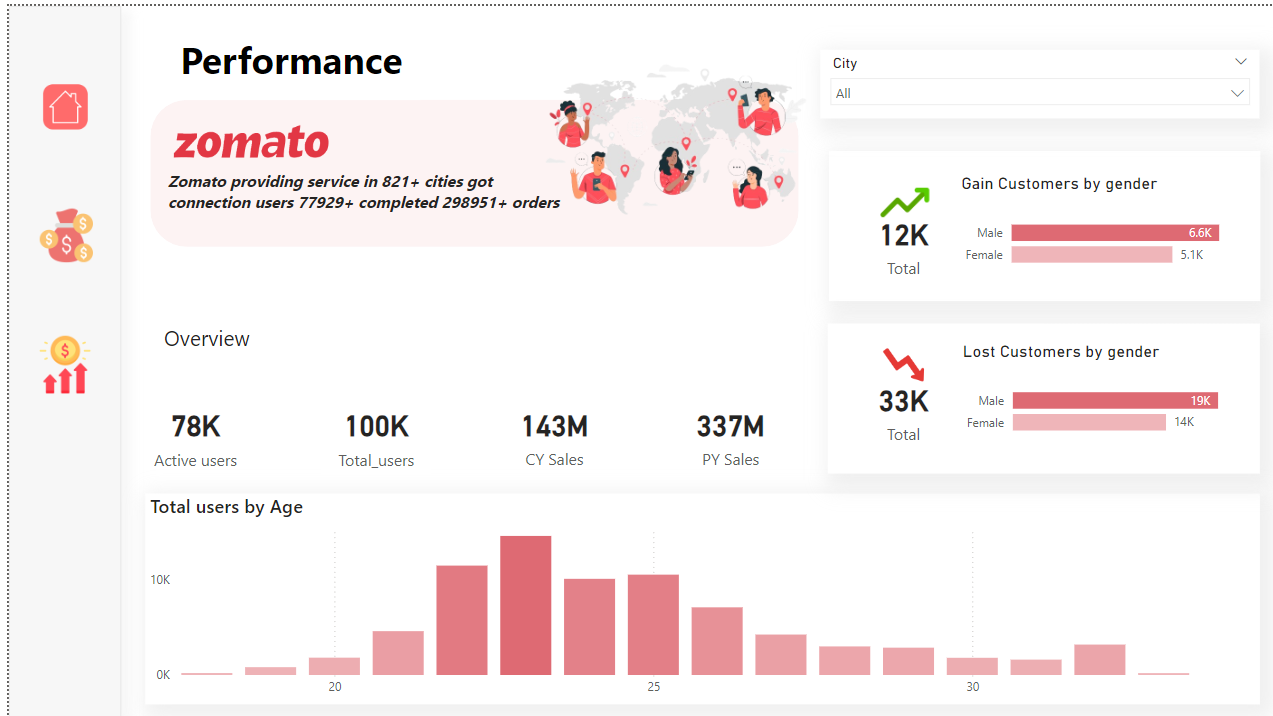 Performance
zomato
Zomato providing service in 821+ cities got
connection users 77929+ completed 298951+ orders
City
All
12K
Total
Gain Customers by gender
Male 6.6K
Female 5.1K
Overview
33K
Total
Lost Customers by gender
Male 19K
Female 14K
78K
Active users
100K
Total_users
143M
CY Sales
337M
PY Sales
Total users by Age
10K
0K
20 25 30